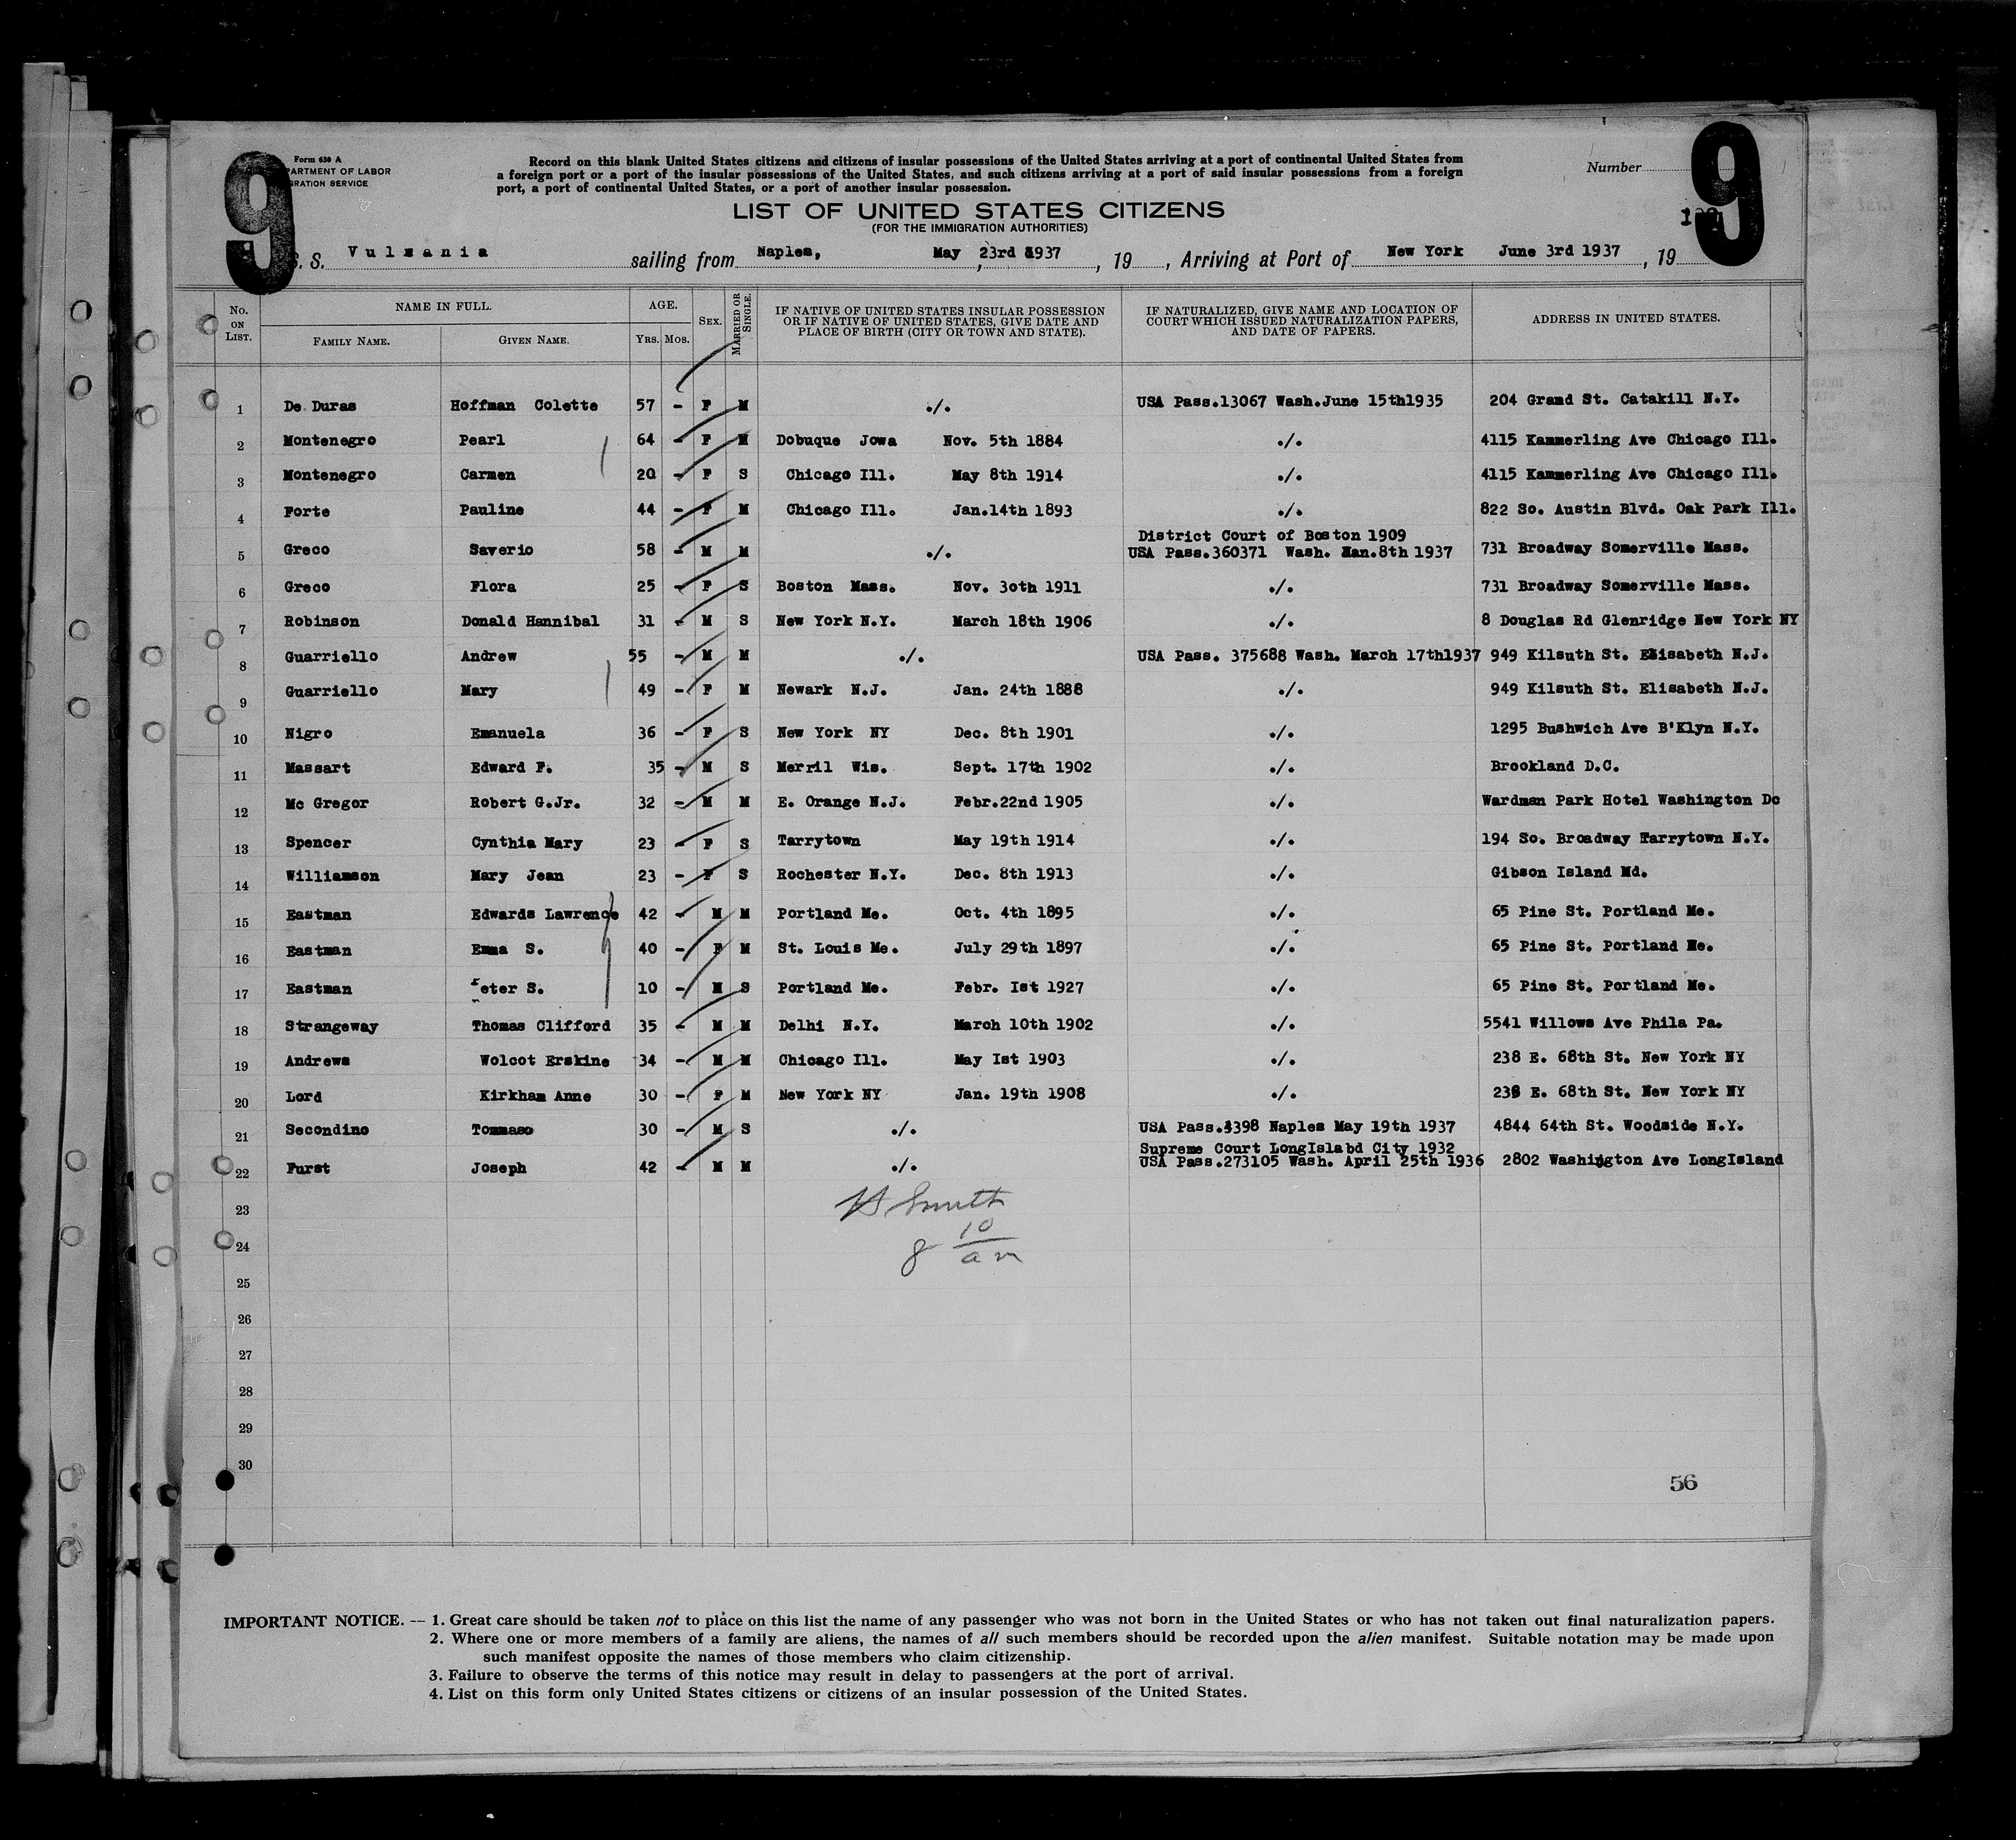 9
9
Form 630 A
PARTMENT OF LABOR
GRATION SERVICE
Record on this blank United States citizens and citizens of insular possessions of the United States arriving at a port of continental United States from
a foreign port or a port of the insular possessions of the United States, and such citizens arriving at a port of said insular possessions from a foreign
port, a port of continental United States, or a port of another insular possession.
Number
LIST OF UNITED STATES CITIZENS
(FOR THE IMMIGRATION AUTHORITIES)
S. S. Vulzania sailing from Naples, May 23rd 1937, 19 , Arriving at Port of New York June 3rd 1937, 19
No. ON LIST. NAME IN FULL. FAMILY NAME. GIVEN NAME. AGE. YRS. MOS. SEX. MARRIED OR SINGLE. IF NATIVE OF UNITED STATES INSULAR POSSESSION OR IF NATIVE OF UNITED STATES, GIVE DATE AND PLACE OF BIRTH (CITY OR TOWN AND STATE). IF NATURALIZED, GIVE NAME AND LOCATION OF COURT WHICH ISSUED NATURALIZATION PAPERS, AND DATE OF PAPERS. ADDRESS IN UNITED STATES.
1 De Duras Hoffman Colette 57 - F M ./. USA Pass.13067 Wash.June 15th1935 204 Grand St. Catakill N.Y.
2 Montenegro Pearl 64 - F M Dobuque Jowa Nov. 5th 1884 ./. 4115 Kammerling Ave Chicago Ill.
3 Montenegro Carmen 20 - F S Chicago Ill. May 8th 1914 ./. 4115 Kammerling Ave Chicago Ill.
4 Forte Pauline 44 - F M Chicago Ill. Jan.14th 1893 ./. 822 So. Austin Blvd. Oak Park Ill.
District Court of Boston 1909
5 Greco Saverio 58 - M M ./. USA Pass.360371 Wash. Jan.8th 1937 731 Broadway Somerville Mass.
6 Greco Flora 25 - F S Boston Mass. Nov. 3oth 1911 ./. 731 Broadway Somerville Mass.
7 Robinson Donald Hannibal 31 - M S New York N.Y. March 18th 1906 ./. 8 Douglas Rd Glenridge New York NY
8 Guarriello Andrew 55 - M M ./. USA Pass. 375688 Wash. March 17th1937 949 Kilsuth St. Elisabeth N.J.
9 Guarriello Mary 49 - F M Newark N.J. Jan. 24th 1888 ./. 949 Kilsuth St. Elisabeth N.J.
10 Nigro Emanuela 36 - F S New York NY Dec. 8th 1901 ./. 1295 Bushwich Ave B'Klyn N.Y.
11 Massart Edward F. 35 - M S Merril Wis. Sept. 17th 1902 ./. Brookland D.C.
12 Mc Gregor Robert G.Jr. 32 - M M E. Orange N.J. Febr.22nd 1905 ./. Wardman Park Hotel Washington Dc
13 Spencer Cynthia Mary 23 - F S Tarrytown May 19th 1914 ./. 194 So. Broadway Tarrytown N.Y.
14 Williamson Mary Jean 23 - F S Rochester N.Y. Dec. 8th 1913 ./. Gibson Island Md.
15 Eastman Edwards Lawrence 42 - M M Portland Me. Oct. 4th 1895 ./. 65 Pine St. Portland Me.
16 Eastman Emma S. 40 - F M St. Louis Me. July 29th 1897 ./. 65 Pine St. Portland Me.
17 Eastman Peter S. 10 - M S Portland Me. Febr. Ist 1927 ./. 65 Pine St. Portland Me.
18 Strangeway Thomas Clifford 35 - M M Delhi N.Y. March 10th 1902 ./. 5541 Willows Ave Phila Pa.
19 Andrews Wolcot Erskine 34 - M M Chicago Ill. May Ist 1903 ./. 238 E. 68th St. New York NY
20 Lord Kirkham Anne 30 - F M New York NY Jan. 19th 1908 ./. 238 E. 68th St. New York NY
21 Secondino Tommaso 30 - M S ./. USA Pass.4398 Naples May 19th 1937 4844 64th St. Woodside N.Y.
Supreme Court LongIslabd City 1932
22 Furst Joseph 42 - M M ./. USA Pass.273105 Wash. April 25th 1936 2802 Washington Ave LongIsland
23
Smith
24
8 10/am
25
26
27
28
29
30
56
IMPORTANT NOTICE. — 1. Great care should be taken not to place on this list the name of any passenger who was not born in the United States or who has not taken out final naturalization papers.
2. Where one or more members of a family are aliens, the names of all such members should be recorded upon the alien manifest. Suitable notation may be made upon
such manifest opposite the names of those members who claim citizenship.
3. Failure to observe the terms of this notice may result in delay to passengers at the port of arrival.
4. List on this form only United States citizens or citizens of an insular possession of the United States.